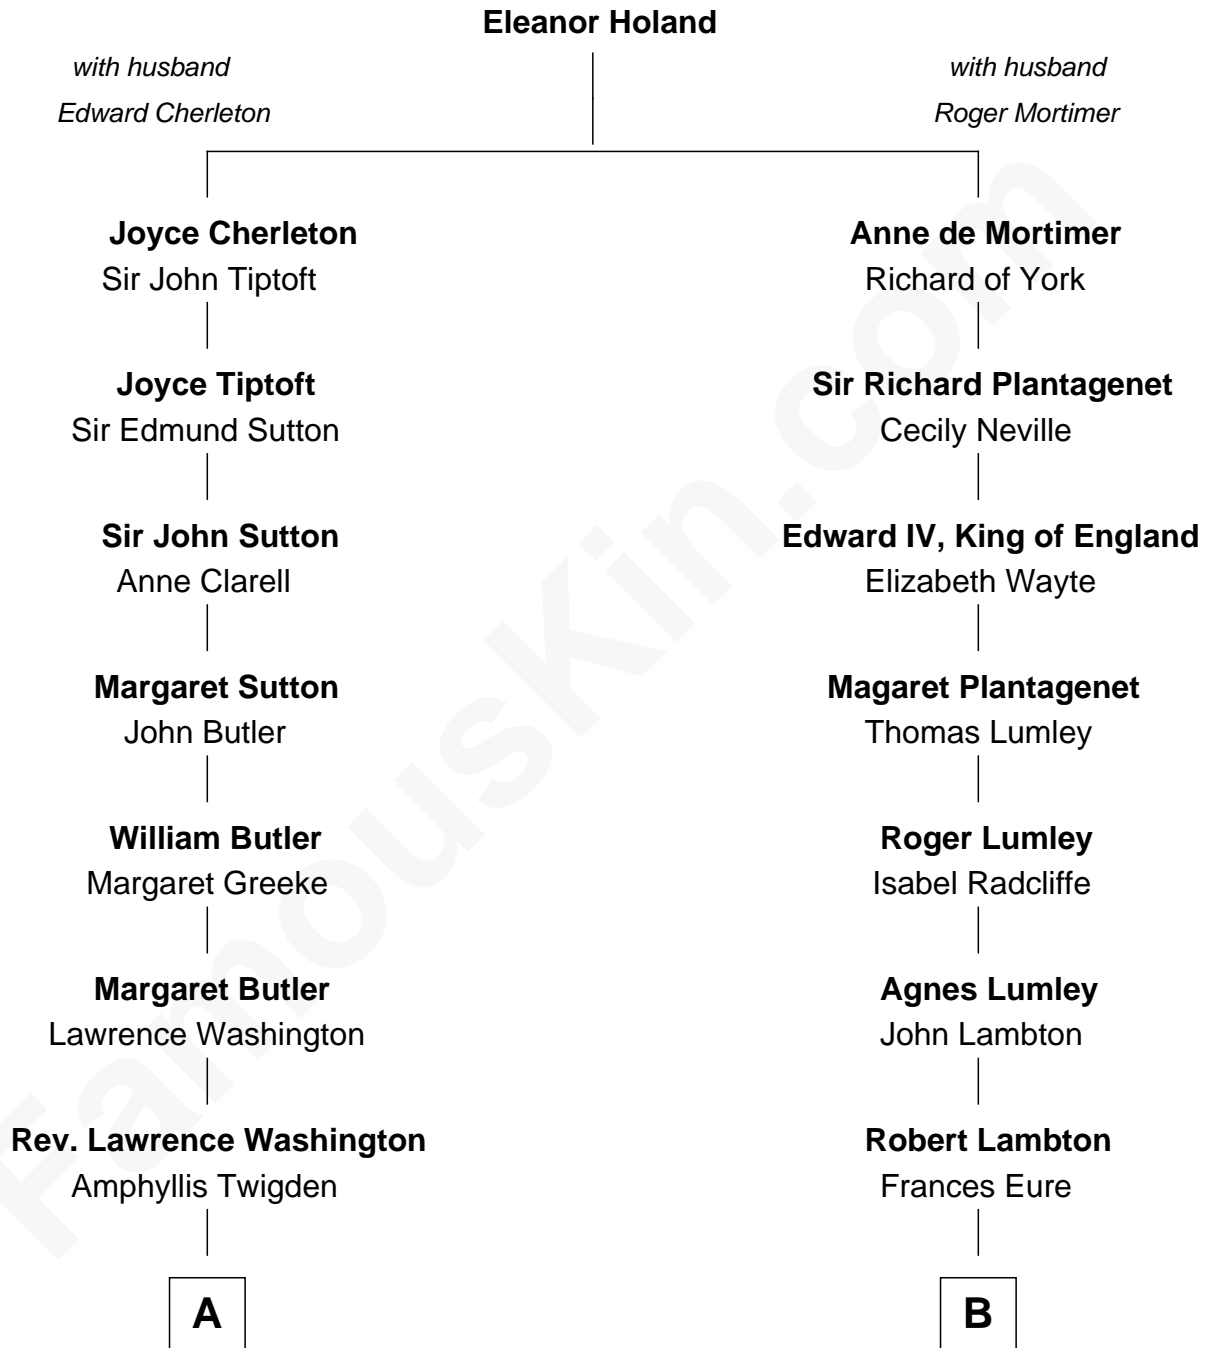 Eleanor Holand
with husband
Edward Cherleton
with husband
Roger Mortimer
Joyce Cherleton
Sir John Tiptoft
Anne de Mortimer
Richard of York
Joyce Tiptoft
Sir Edmund Sutton
Sir Richard Plantagenet
Cecily Neville
Sir John Sutton
Anne Clarell
Edward IV, King of England
Elizabeth Wayte
Margaret Sutton
John Butler
Magaret Plantagenet
Thomas Lumley
William Butler
Margaret Greeke
Roger Lumley
Isabel Radcliffe
Margaret Butler
Lawrence Washington
Agnes Lumley
John Lambton
Rev. Lawrence Washington
Amphyllis Twigden
Robert Lambton
Frances Eure
A
B
FamousKin.com